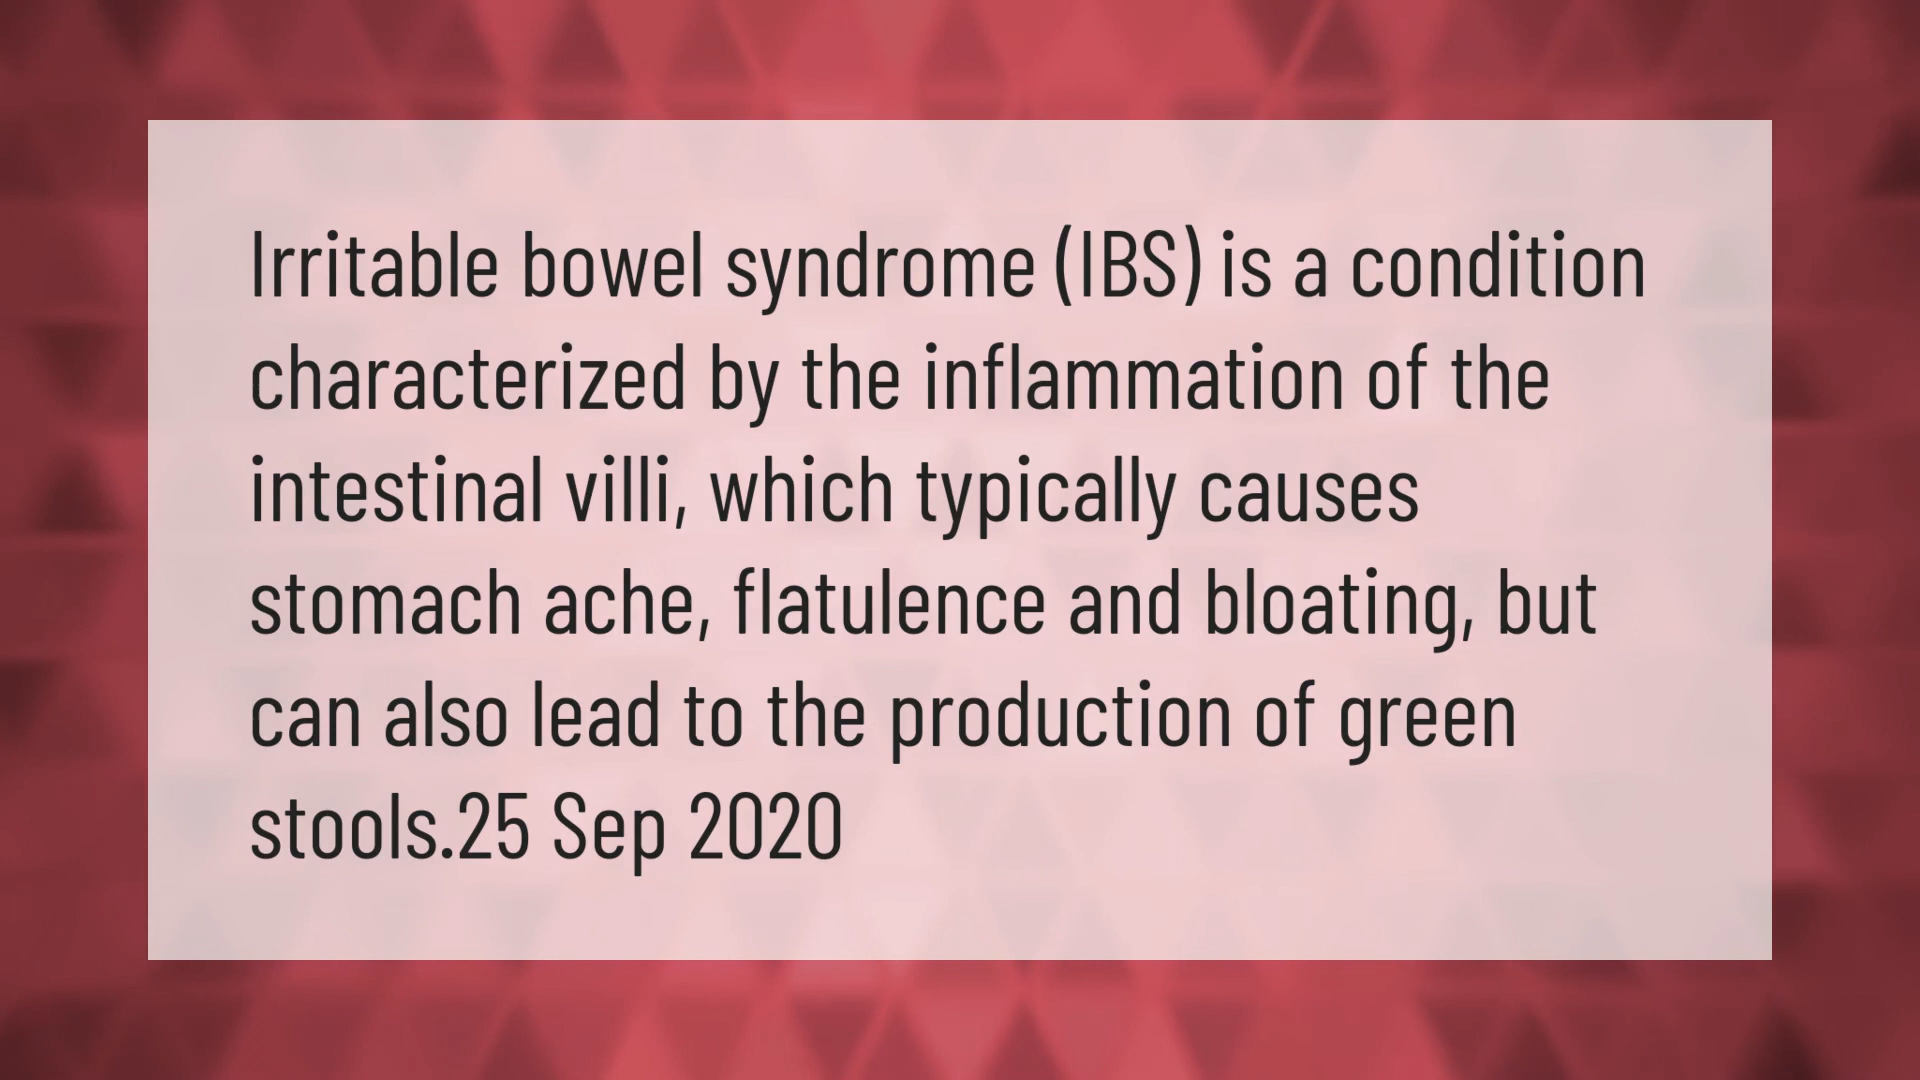 Irritable bowel syndrome (IBS) is a condition
characterized by the inflammation of the
intestinal villi, which typically causes
stomach ache, flatulence and bloating, but
can also lead to the production of green
stools.25 Sep 2020